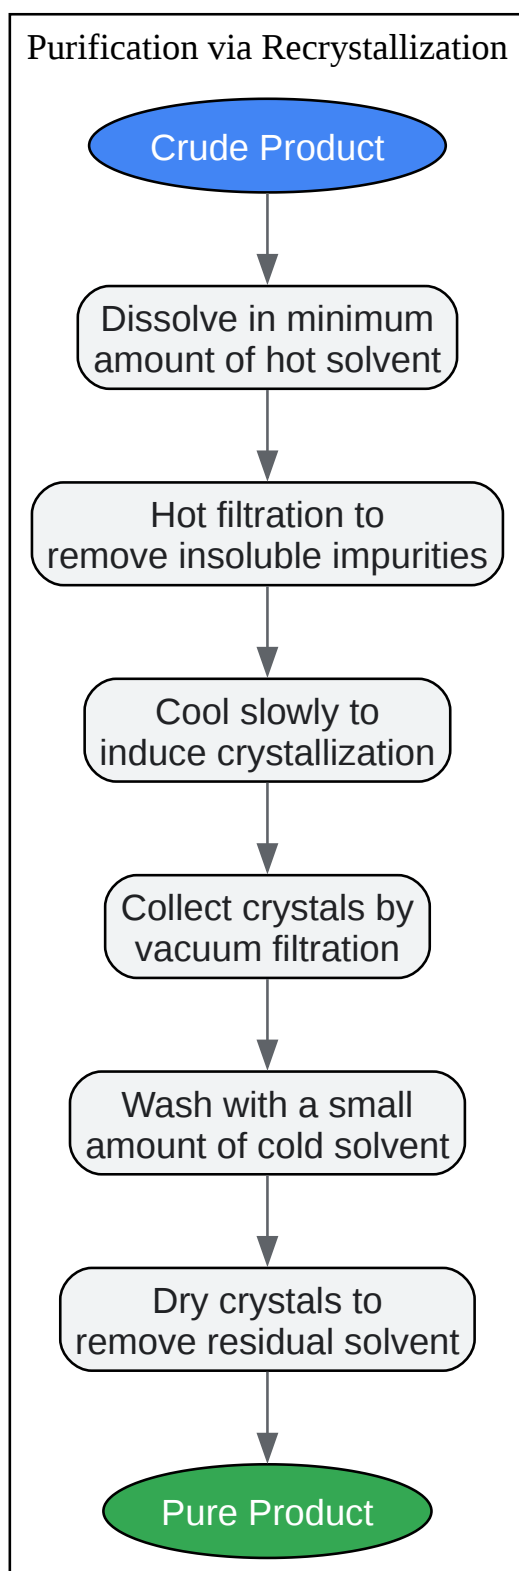 Purification via Recrystallization
Crude Product
Dissolve in minimum
amount of hot solvent
Hot filtration to
remove insoluble impurities
Cool slowly to
induce crystallization
Collect crystals by
vacuum filtration
Wash with a small
amount of cold solvent
Dry crystals to
remove residual solvent
Pure Product